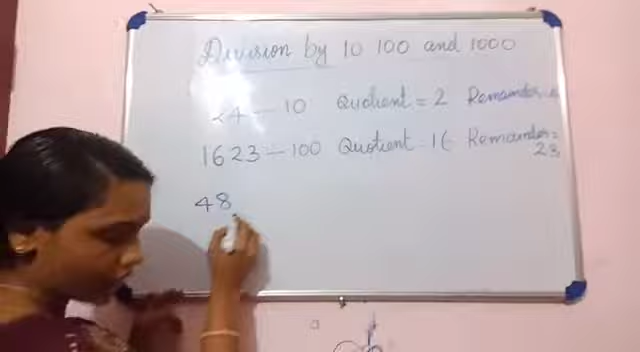 Division by 10 100 and 1000
24 — 10 Quotient = 2 Remainder =
1623 — 100 Quotient 16 Remainder =
23
48